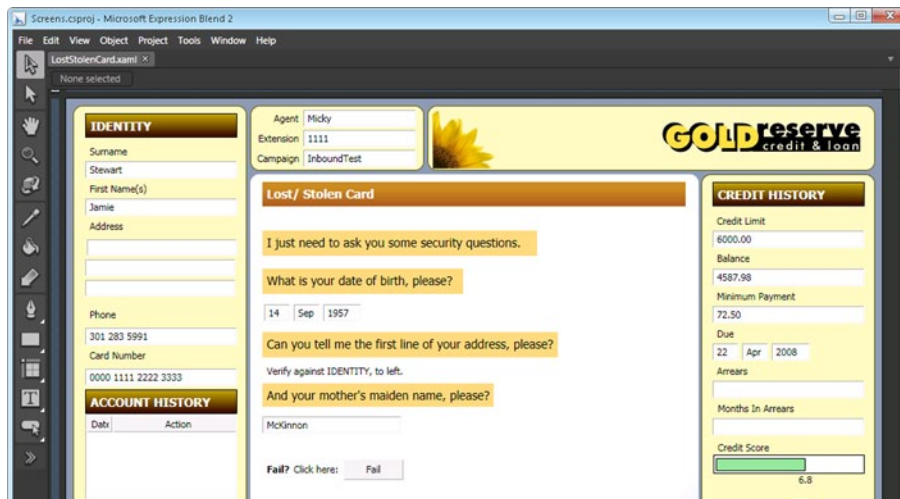 Screens.csproj - Microsoft Expression Blend 2
File Edit View Object Project Tools Window Help
LostStolenCard.xaml ×
None selected
IDENTITY
Surname
Stewart
First Name(s)
Jamie
Address
Phone
301 283 5991
Card Number
0000 1111 2222 3333
ACCOUNT HISTORY
Date Action
Agent Micky
Extension 1111
Campaign InboundTest
GOLD reserve
credit & loan
Lost/ Stolen Card
I just need to ask you some security questions.
What is your date of birth, please?
14 Sep 1957
Can you tell me the first line of your address, please?
Verify against IDENTITY, to left.
And your mother's maiden name, please?
McKinnon
Fail? Click here: Fail
CREDIT HISTORY
Credit Limit
6000.00
Balance
4587.98
Minimum Payment
72.50
Due
22 Apr 2008
Arrears
Months In Arrears
Credit Score
6.8